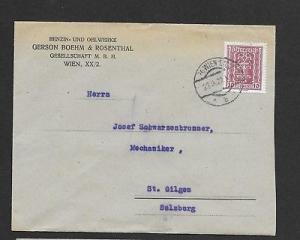 BENZIN- UND OELWERKE
GERSON BOEHM & ROSENTHAL
GESELLSCHAFT M. B. H.
WIEN, XX/2.
Herrn
Josef Schwarzenbrunner,
Mechaniker,
St. Gilgen
Salzburg